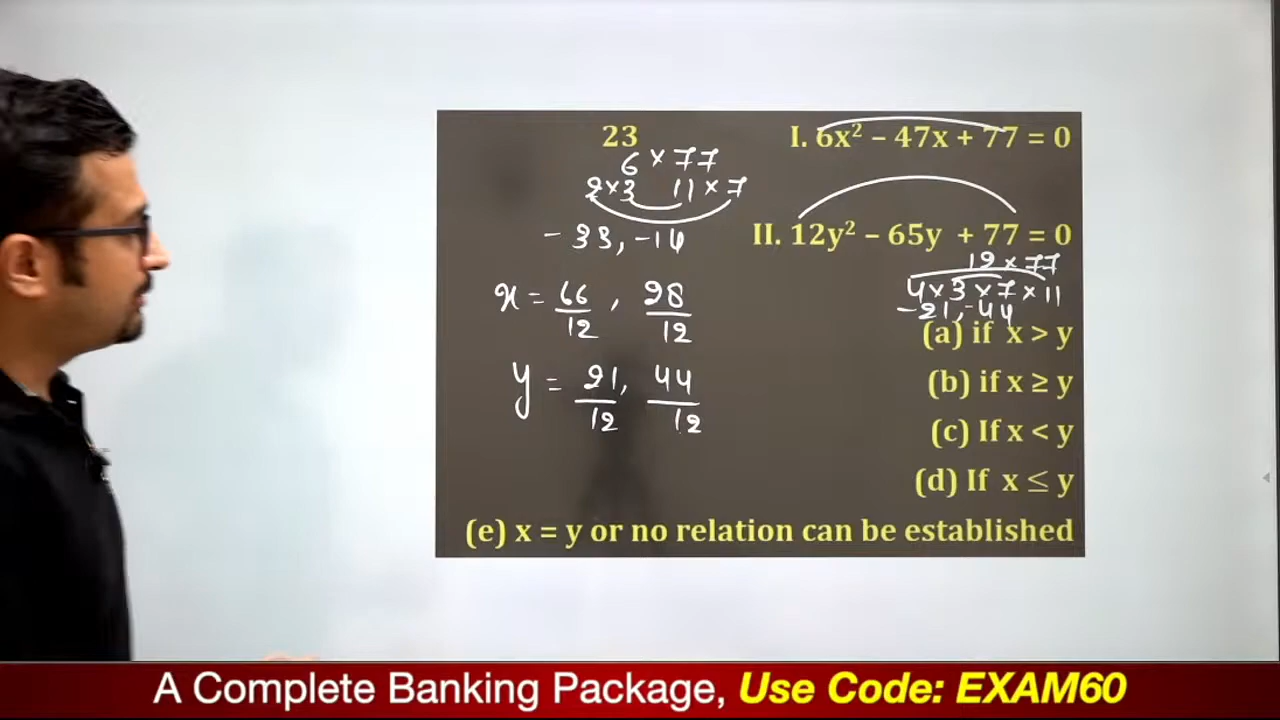 23
I. 6x² – 47x + 77 = 0
6 × 77
2×3 11 × 7
- 33, -14
II. 12y² – 65y + 77 = 0
12 × 77
4 × 3 × 7 × 11
-21, -44
x = 66/12 , 28/12
y = 21/12, 44/12
(a) if x > y
(b) if x ≥ y
(c) If x < y
(d) If x ≤ y
(e) x = y or no relation can be established
A Complete Banking Package, Use Code: EXAM60